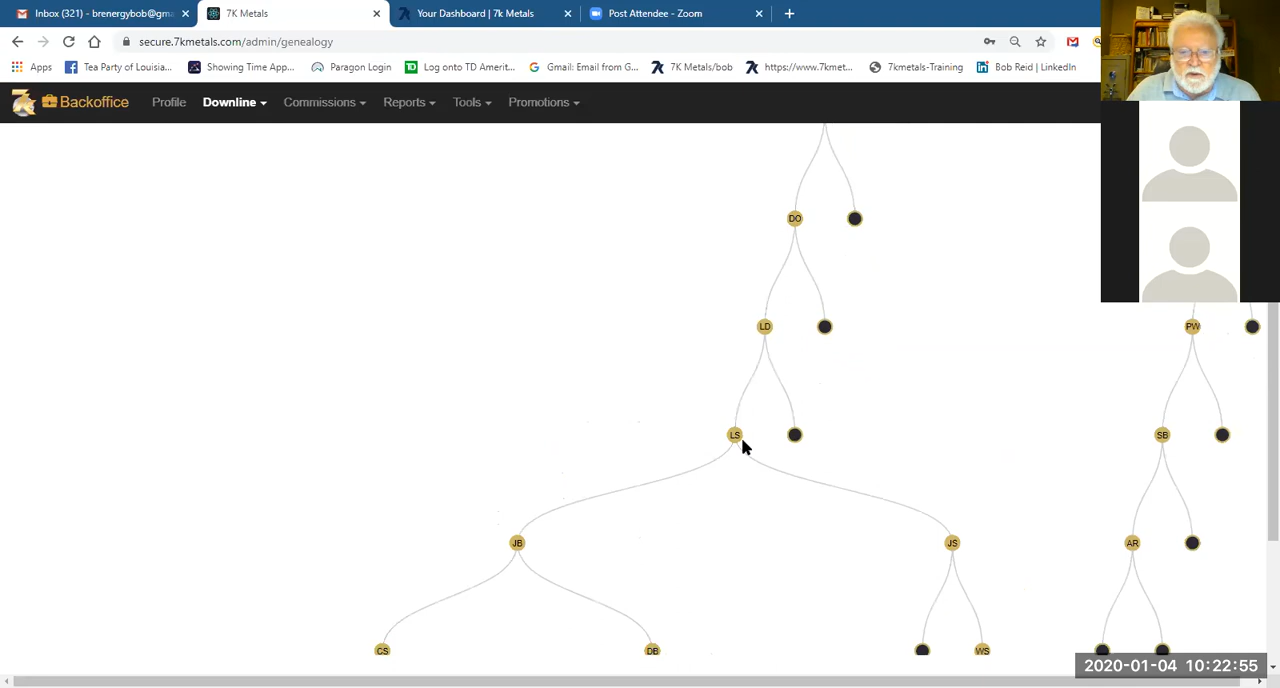 Inbox (321) - brenergybob@gma
7K Metals
Your Dashboard | 7k Metals
Post Attendee - Zoom
secure.7kmetals.com/admin/genealogy
Apps
Tea Party of Louisia...
Showing Time App...
Paragon Login
Log onto TD Amerit...
Gmail: Email from G...
7K Metals/bob
https://www.7kmet...
7kmetals-Training
Bob Reid | LinkedIn
Backoffice
Profile
Downline
Commissions
Reports
Tools
Promotions
DO
LD
PW
LS
SB
JB
JS
AR
CS
DB
WS
2020-01-04 10:22:55